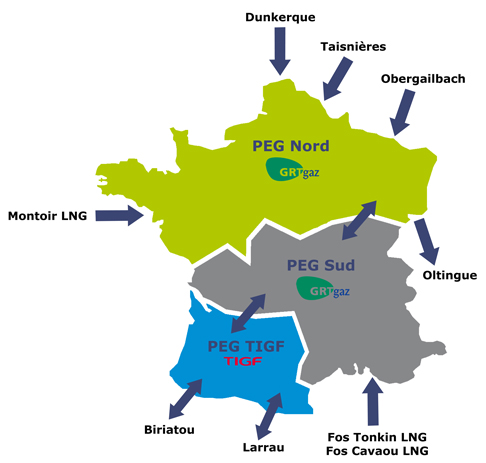 Dunkerque
Taisnières
Obergailbach
PEG Nord
GRTgaz
Montoir LNG
PEG Sud
GRTgaz
Oltingue
PEG TIGF
TIGF
Biriatou
Larrau
Fos Tonkin LNG
Fos Cavaou LNG